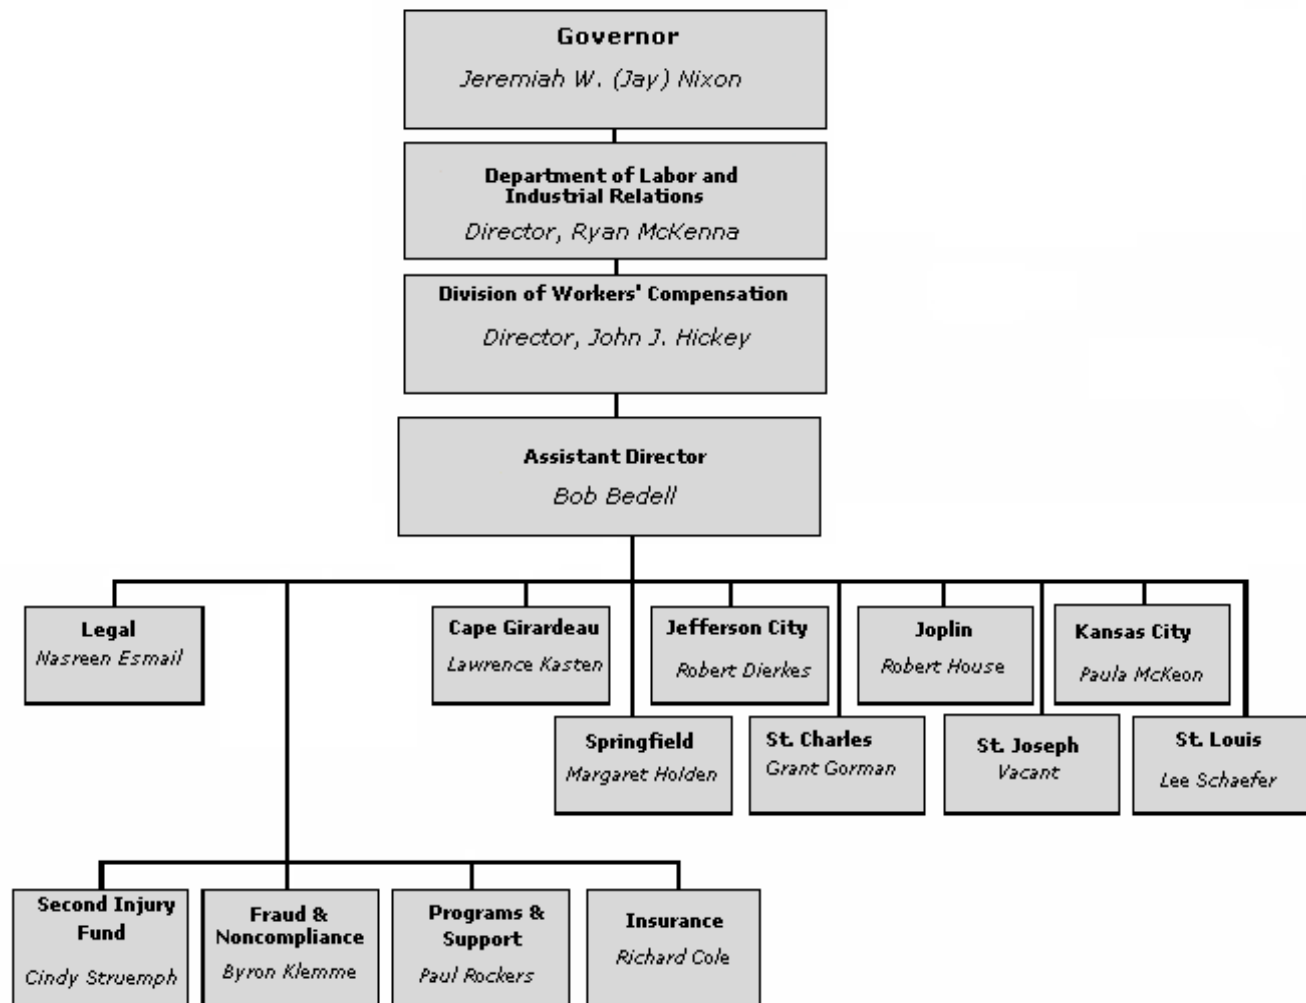 Governor
Jeremiah W. (Jay) Nixon
Department of Labor and
Industrial Relations
Director, Ryan McKenna
Division of Workers' Compensation
Director, John J. Hickey
Assistant Director
Bob Bedell
Legal
Nasreen Esmail
Cape Girardeau
Lawrence Kasten
Jefferson City
Robert Dierkes
Joplin
Robert House
Kansas City
Paula McKeon
Springfield
Margaret Holden
St. Charles
Grant Gorman
St. Joseph
Vacant
St. Louis
Lee Schaefer
Second Injury
Fund
Cindy Struemph
Fraud &
Noncompliance
Byron Klemme
Programs &
Support
Paul Rockers
Insurance
Richard Cole